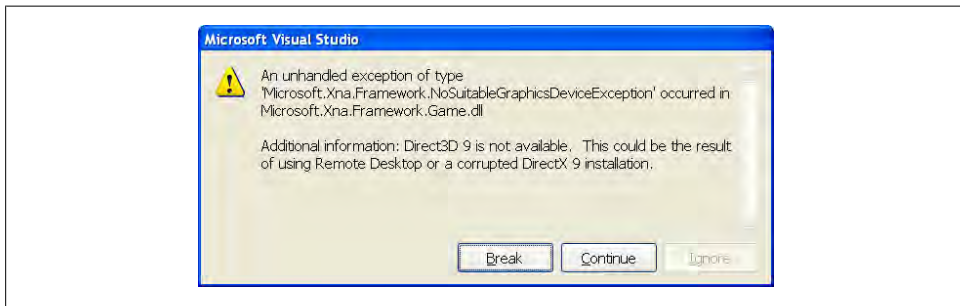 Microsoft Visual Studio
An unhandled exception of type
'Microsoft.Xna.Framework.NoSuitableGraphicsDeviceException' occurred in
Microsoft.Xna.Framework.Game.dll
Additional information: Direct3D 9 is not available.  This could be the result
of using Remote Desktop or a corrupted DirectX 9 installation.
Break
Continue
Ignore